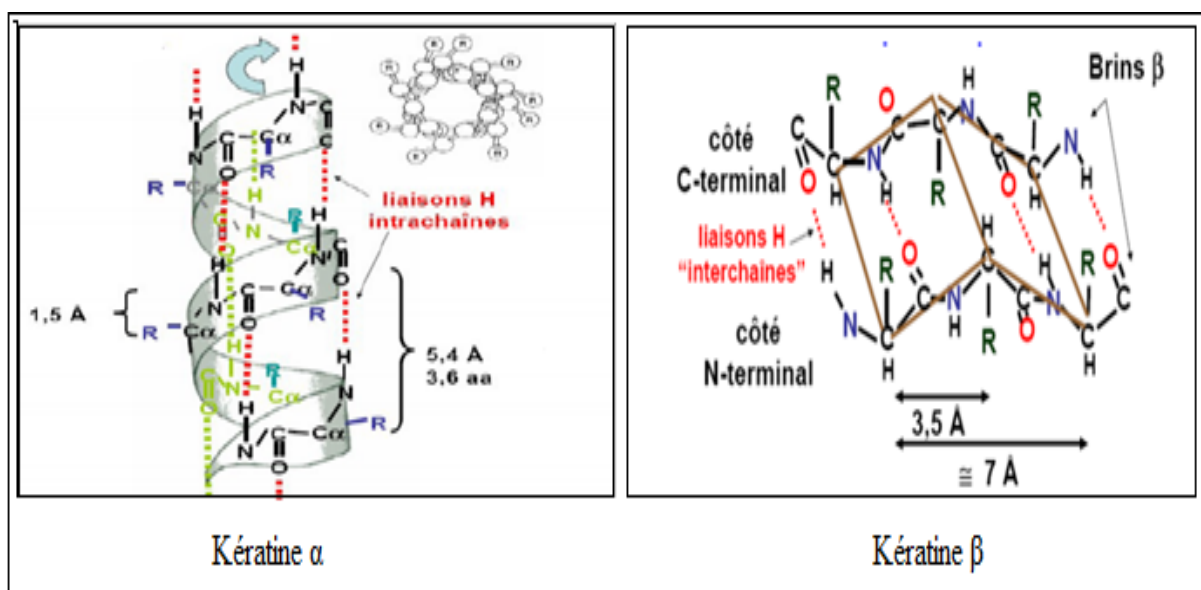 liaisons H
intrachaînes
1,5 Å
5,4 Å
3,6 aa
Kératine α
Brins β
côté
C-terminal
liaisons H
“interchaînes”
côté
N-terminal
3,5 Å
≅ 7 Å
Kératine β